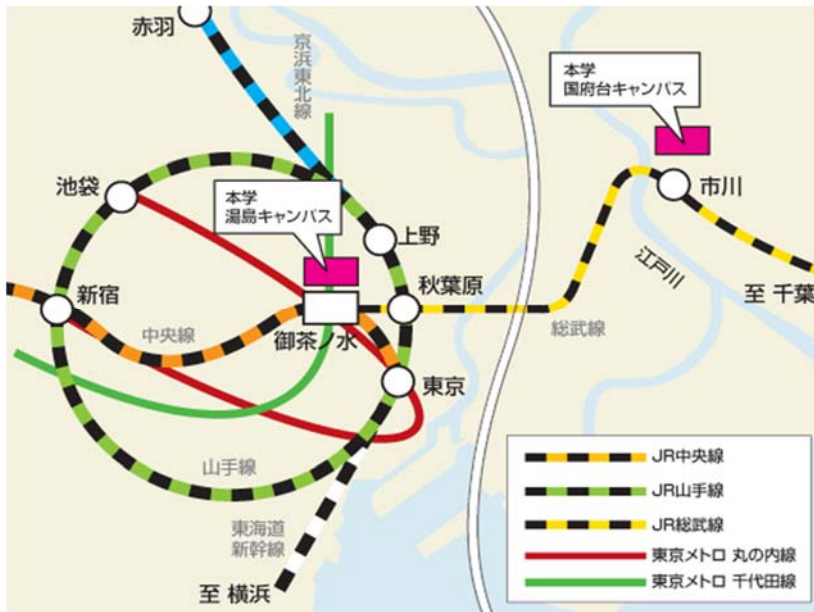 赤羽
京浜東北線
本学
国府台キャンパス
池袋
本学
湯島キャンパス
上野
市川
新宿
秋葉原
江戸川
至 千葉
中央線
御茶ノ水
総武線
東京
山手線
東海道
新幹線
至 横浜
JR中央線
JR山手線
JR総武線
東京メトロ 丸の内線
東京メトロ 千代田線